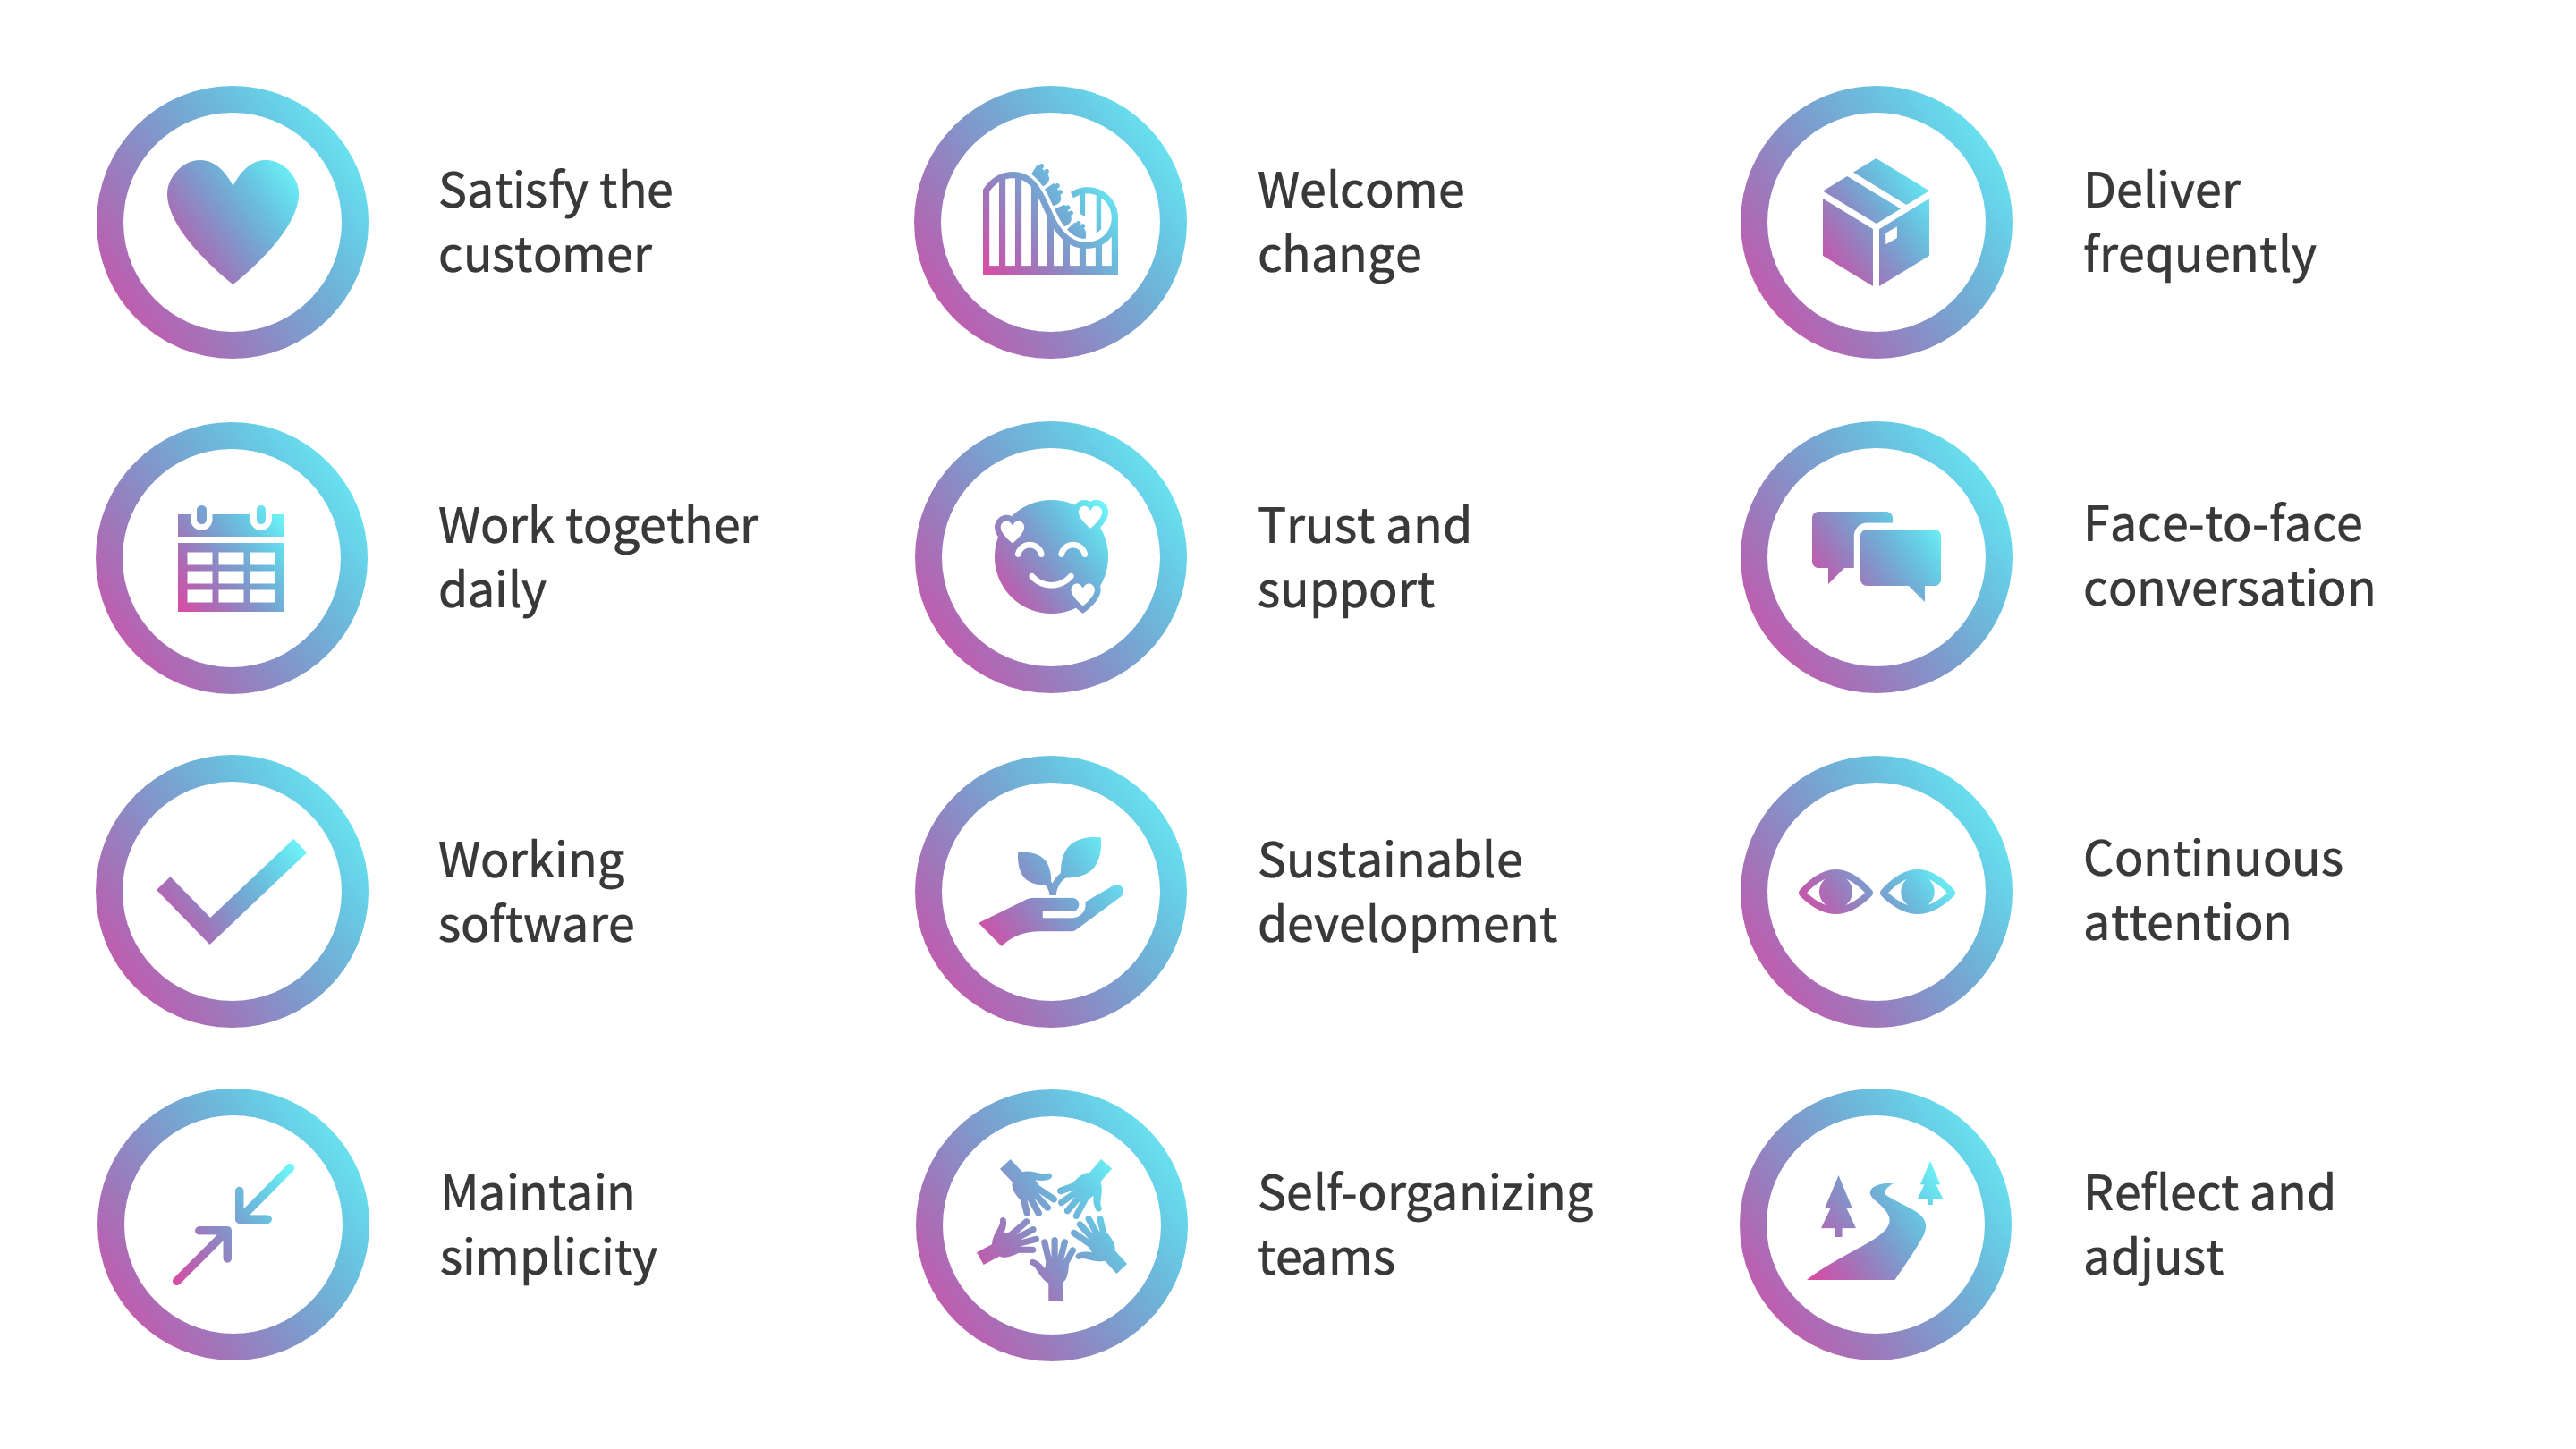 Satisfy the
customer
Welcome
change
Deliver
frequently
Work together
daily
Trust and
support
Face-to-face
conversation
Working
software
Sustainable
development
Continuous
attention
Maintain
simplicity
Self-organizing
teams
Reflect and
adjust